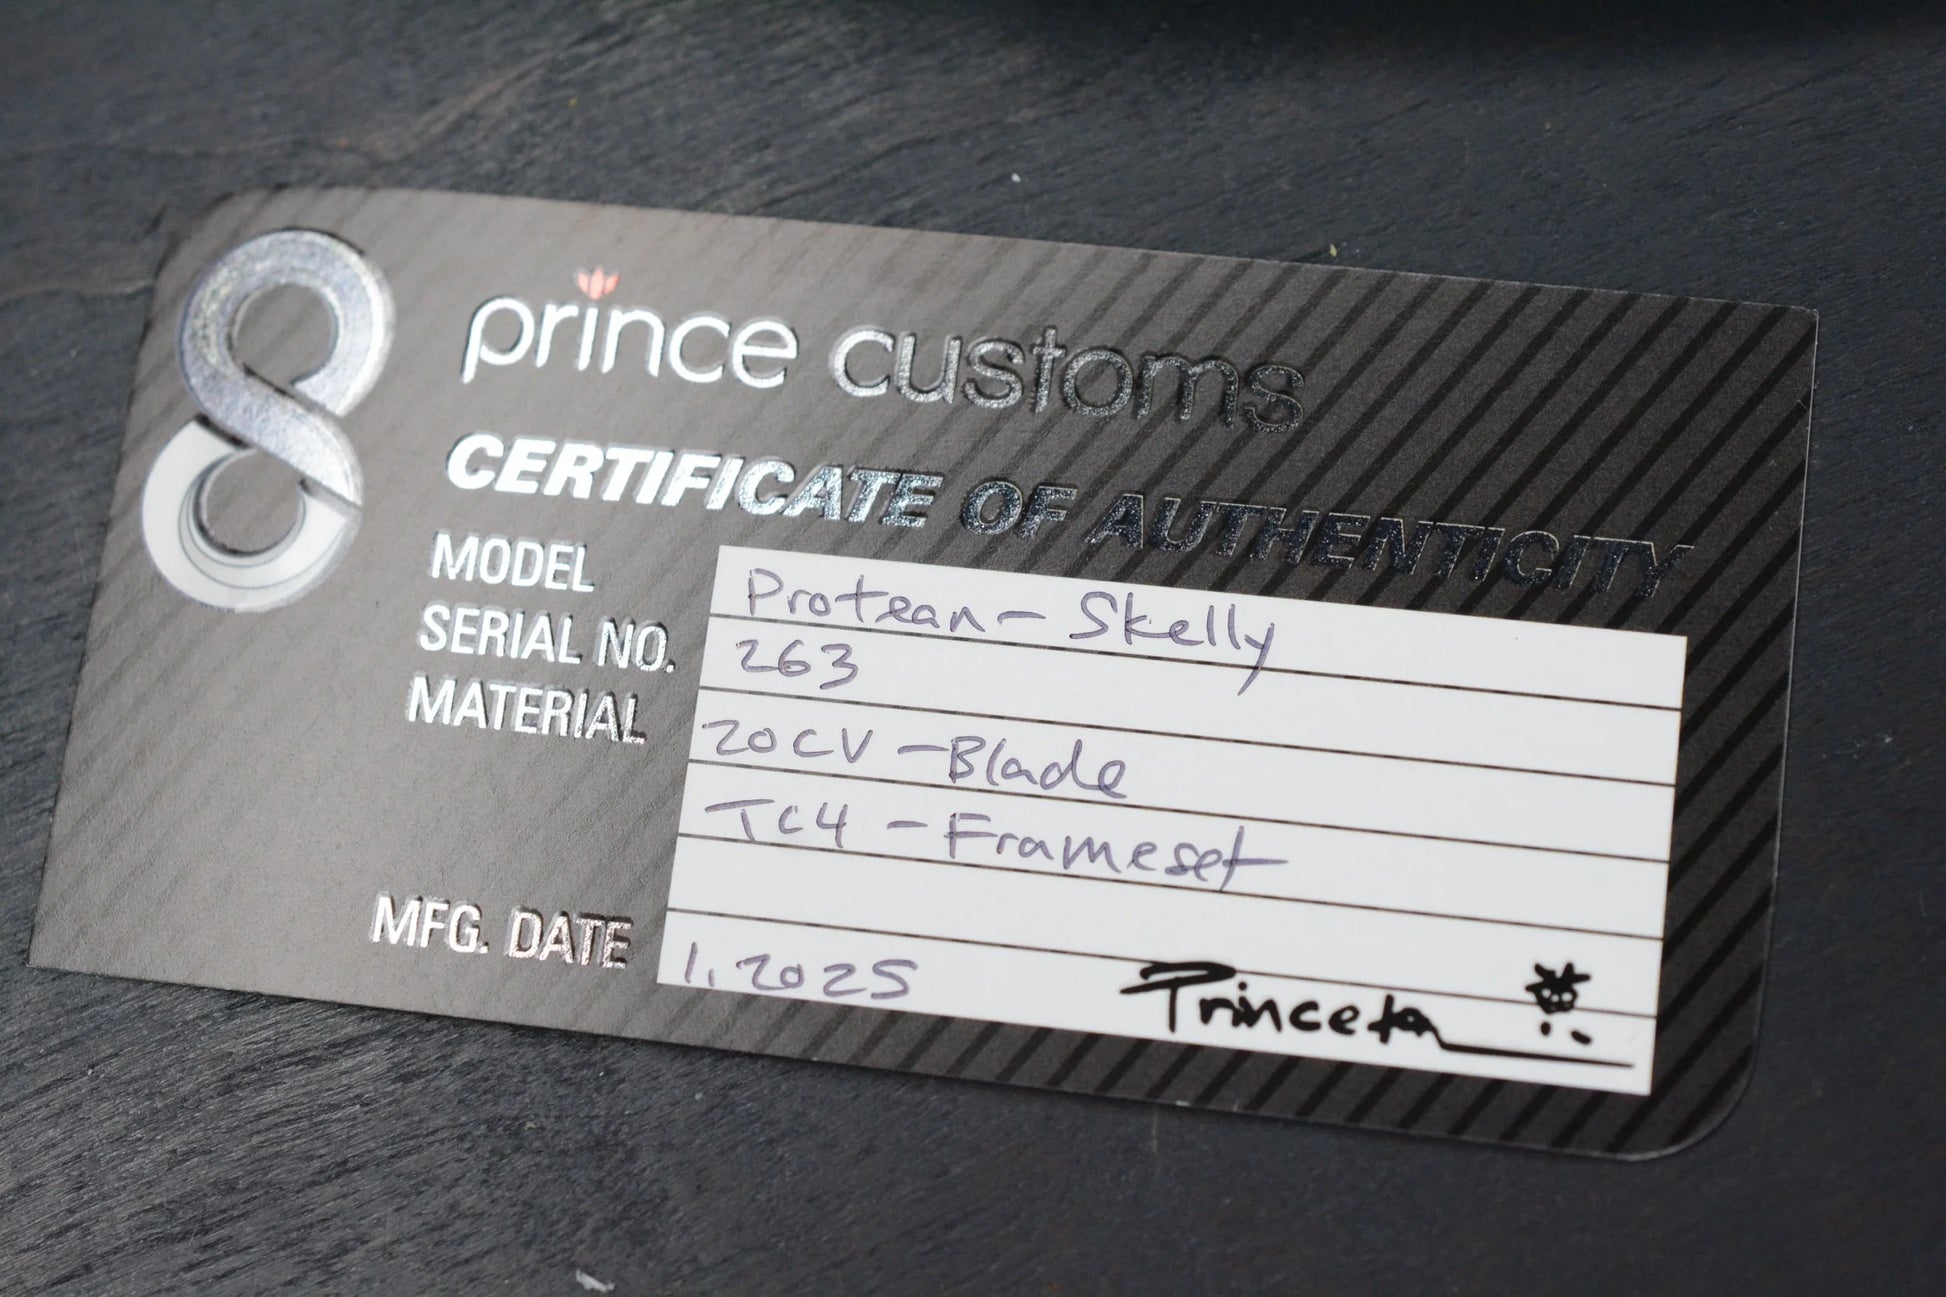 prince customs
CERTIFICATE OF AUTHENTICITY
MODEL Protean - Skelly
SERIAL NO. 263
MATERIAL 20CV - Blade
TC4 - Frameset
MFG. DATE 1. 2025
Princeton